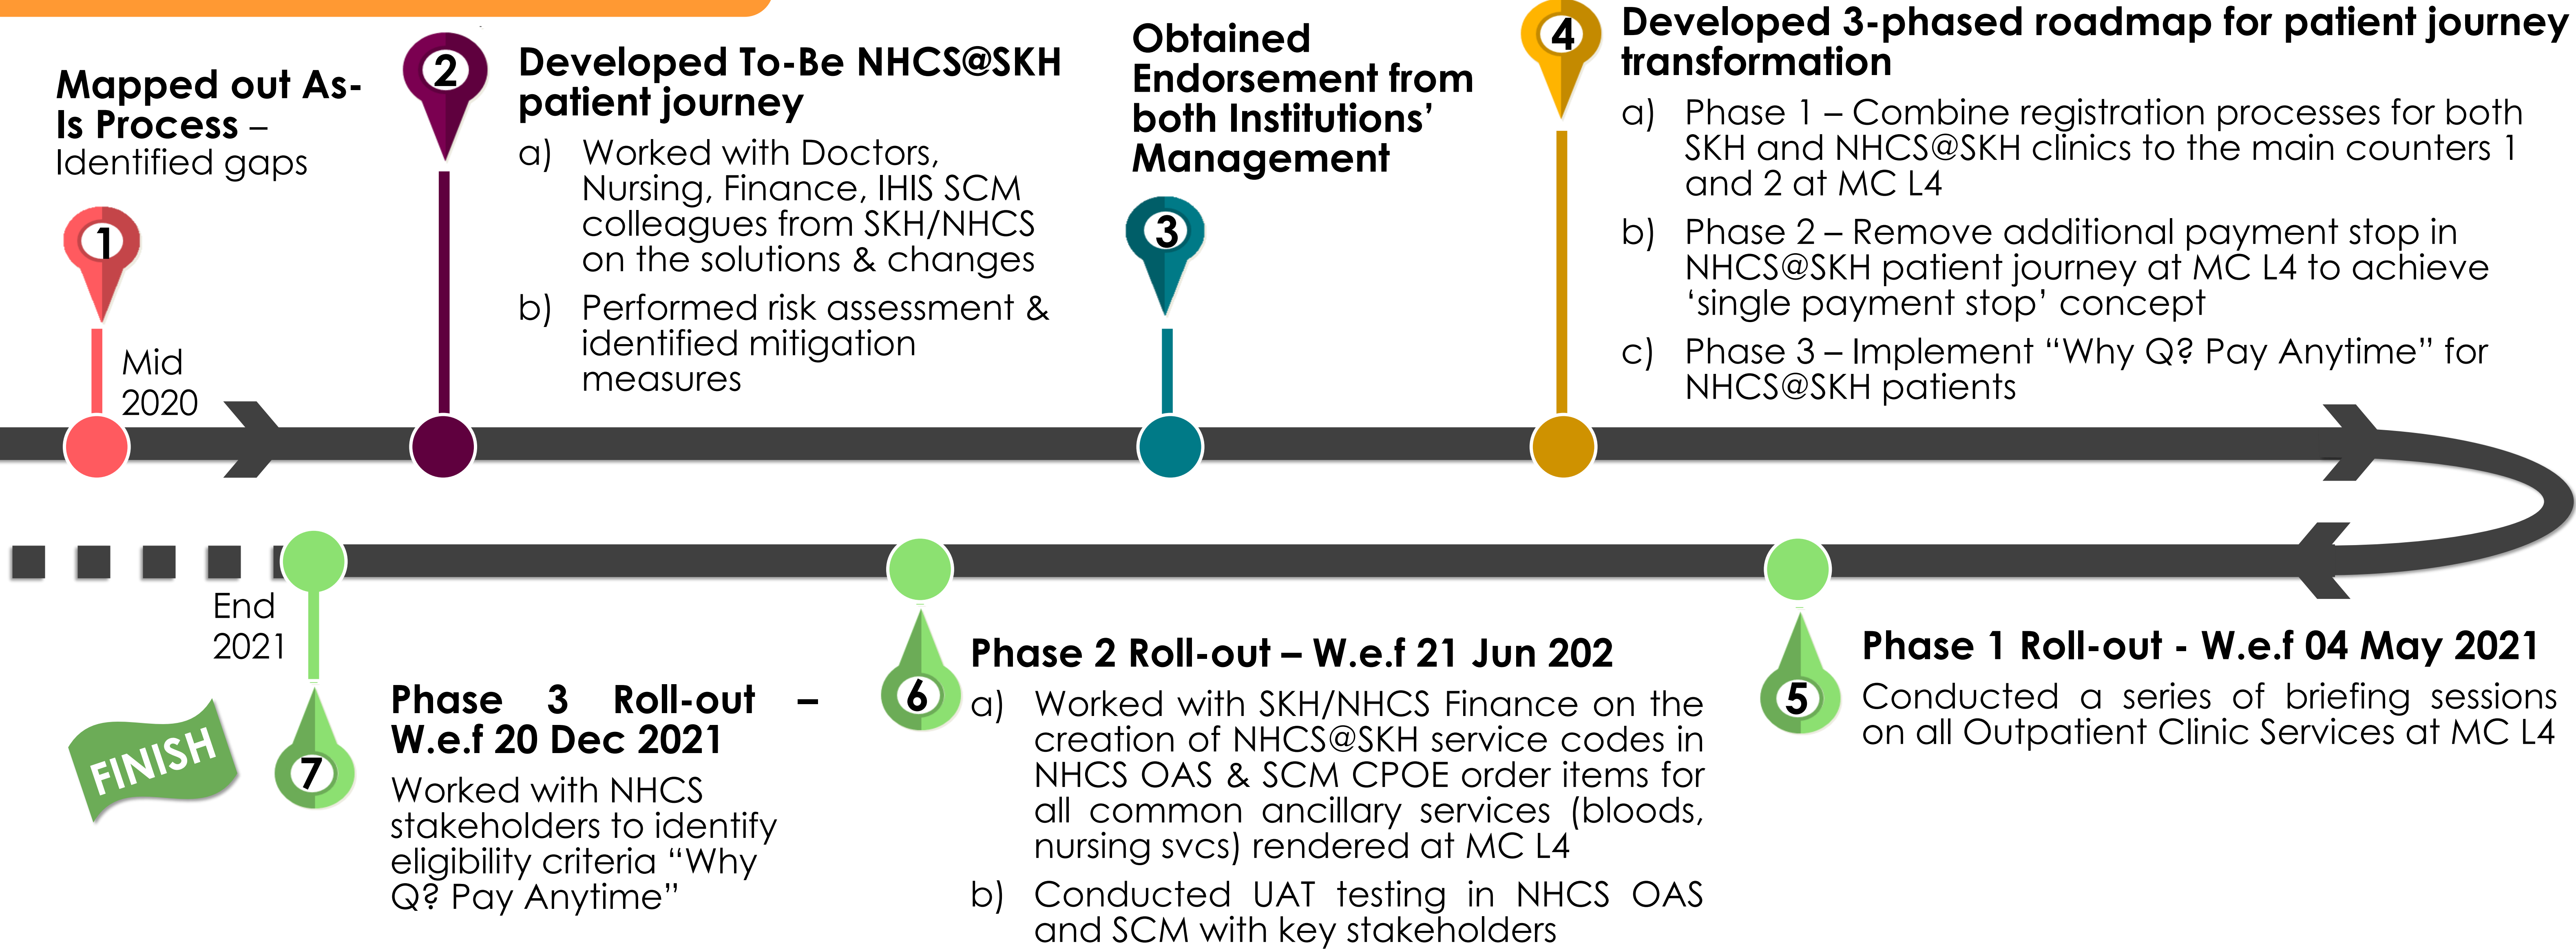 Mapped out As-
Is Process –
Identified gaps
1
Mid
2020
2
Developed To-Be NHCS@SKH
patient journey
a) Worked with Doctors,
Nursing, Finance, IHIS SCM
colleagues from SKH/NHCS
on the solutions & changes
b) Performed risk assessment &
identified mitigation
measures
Obtained
Endorsement from
both Institutions’
Management
3
4
Developed 3-phased roadmap for patient journey
transformation
a) Phase 1 – Combine registration processes for both
SKH and NHCS@SKH clinics to the main counters 1
and 2 at MC L4
b) Phase 2 – Remove additional payment stop in
NHCS@SKH patient journey at MC L4 to achieve
‘single payment stop’ concept
c) Phase 3 – Implement “Why Q? Pay Anytime” for
NHCS@SKH patients
5
Phase 1 Roll-out - W.e.f 04 May 2021
Conducted a series of briefing sessions
on all Outpatient Clinic Services at MC L4
6
Phase 2 Roll-out – W.e.f 21 Jun 202
a) Worked with SKH/NHCS Finance on the
creation of NHCS@SKH service codes in
NHCS OAS & SCM CPOE order items for
all common ancillary services (bloods,
nursing svcs) rendered at MC L4
b) Conducted UAT testing in NHCS OAS
and SCM with key stakeholders
End
2021
7
Phase 3 Roll-out –
W.e.f 20 Dec 2021
Worked with NHCS
stakeholders to identify
eligibility criteria “Why
Q? Pay Anytime”
FINISH